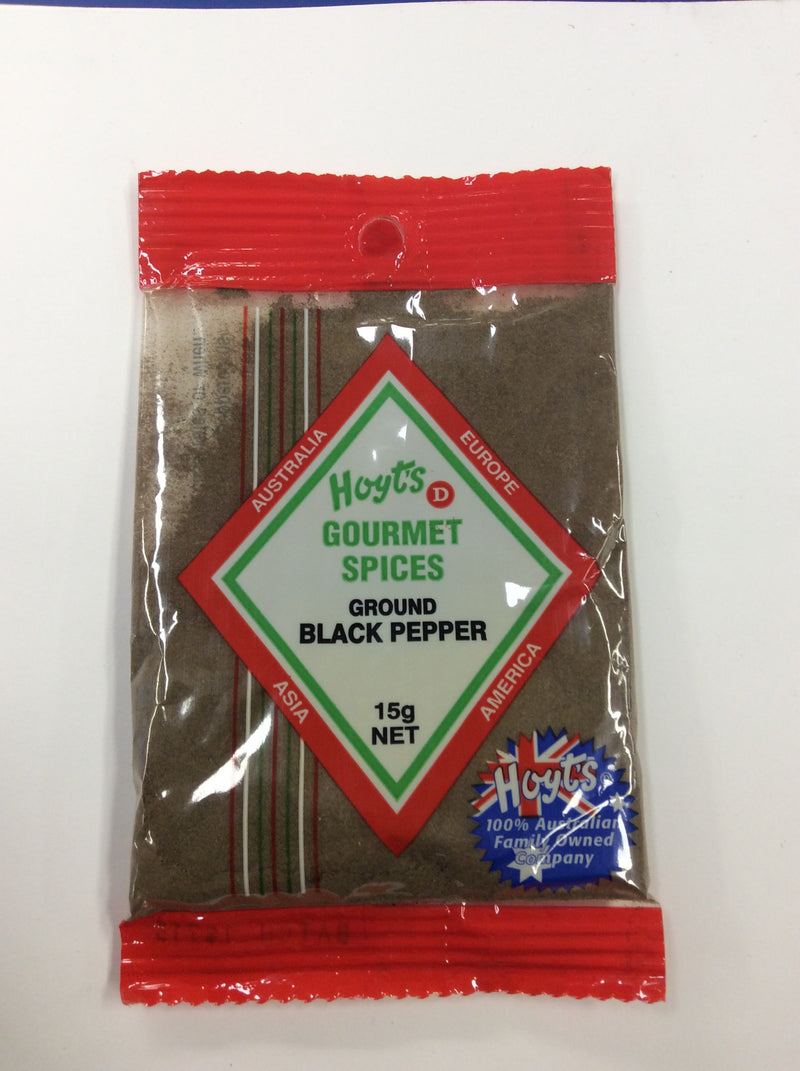 AUSTRALIA
EUROPE
Hoyt's D
GOURMET
SPICES
GROUND
BLACK PEPPER
15g
NET
ASIA
AMERICA
Hoyt's
100% Australian
Family Owned
Company